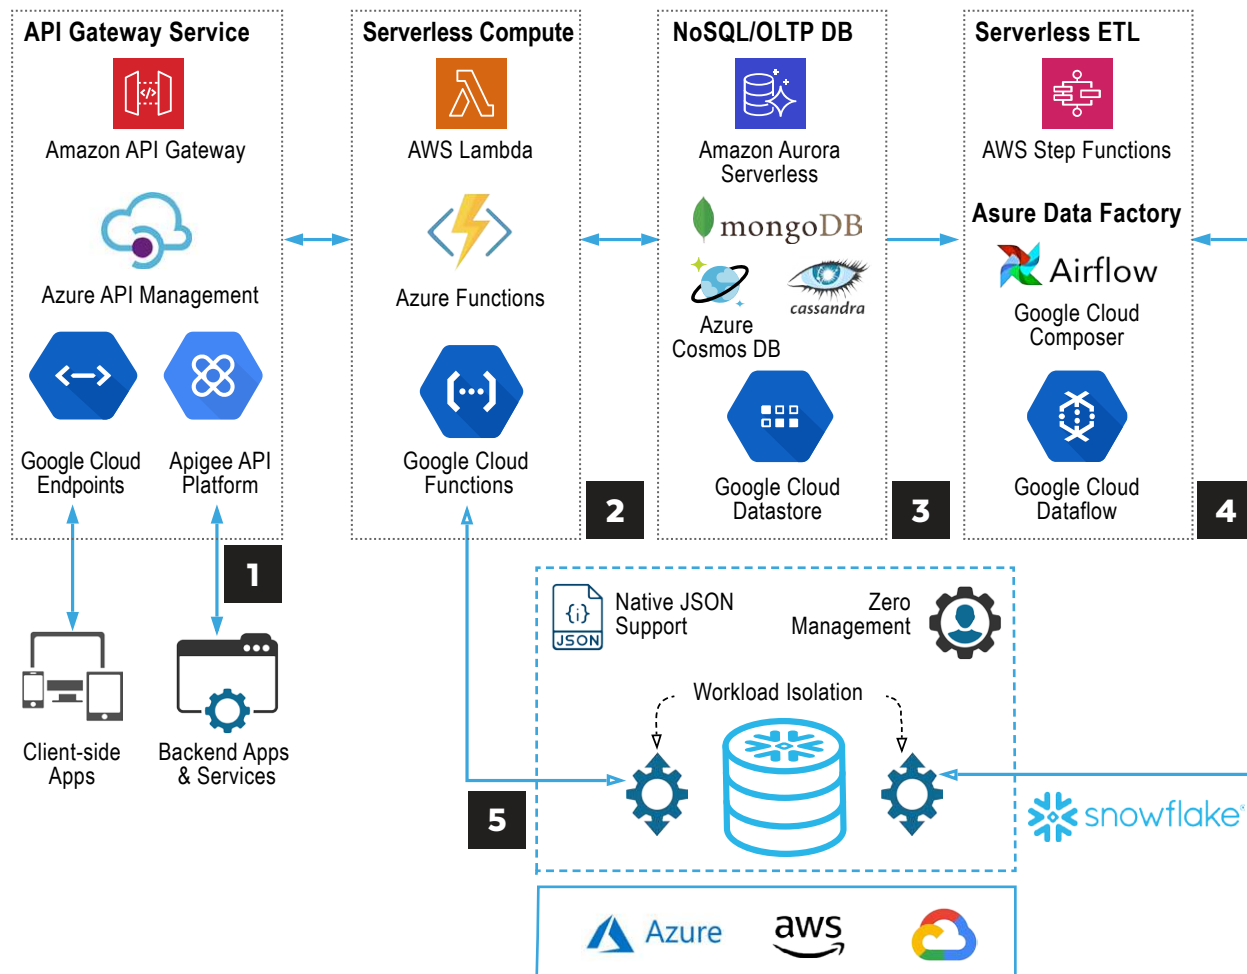 API Gateway Service
Amazon API Gateway
Azure API Management
Google Cloud
Endpoints
Apigee API
Platform
1
Client-side
Apps
Backend Apps
& Services
Serverless Compute
AWS Lambda
Azure Functions
Google Cloud
Functions
2
NoSQL/OLTP DB
Amazon Aurora
Serverless
mongoDB
cassandra
Azure
Cosmos DB
Google Cloud
Datastore
3
Serverless ETL
AWS Step Functions
Asure Data Factory
Airflow
Google Cloud
Composer
Google Cloud
Dataflow
4
{i}
JSON
Native JSON
Support
Zero
Management
Workload Isolation
5
snowflake®
Azure
aws